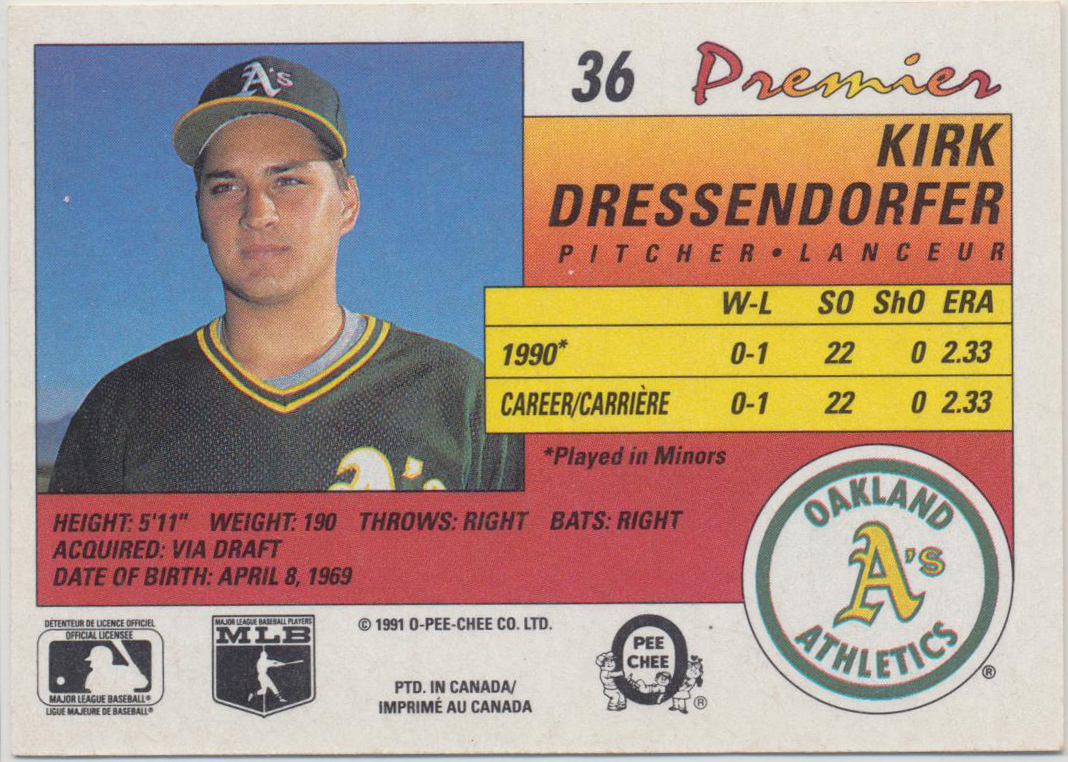 A's
36 Premier
KIRK
DRESSENDORFER
PITCHER • LANCEUR
W-L SO ShO ERA
1990* 0-1 22 0 2.33
CAREER/CARRIÈRE 0-1 22 0 2.33
*Played in Minors
A's
HEIGHT: 5'11" WEIGHT: 190 THROWS: RIGHT BATS: RIGHT
ACQUIRED: VIA DRAFT
DATE OF BIRTH: APRIL 8, 1969
OAKLAND
A's
ATHLETICS
®
DÉTENTEUR DE LICENCE OFFICIEL
OFFICIAL LICENSEE
MAJOR LEAGUE BASEBALL®
LIGUE MAJEURE DE BASEBALL®
MAJOR LEAGUE BASEBALL PLAYERS
MLB
© 1991 O-PEE-CHEE CO. LTD.
PTD. IN CANADA/
IMPRIMÉ AU CANADA
O
PEE
CHEE
®